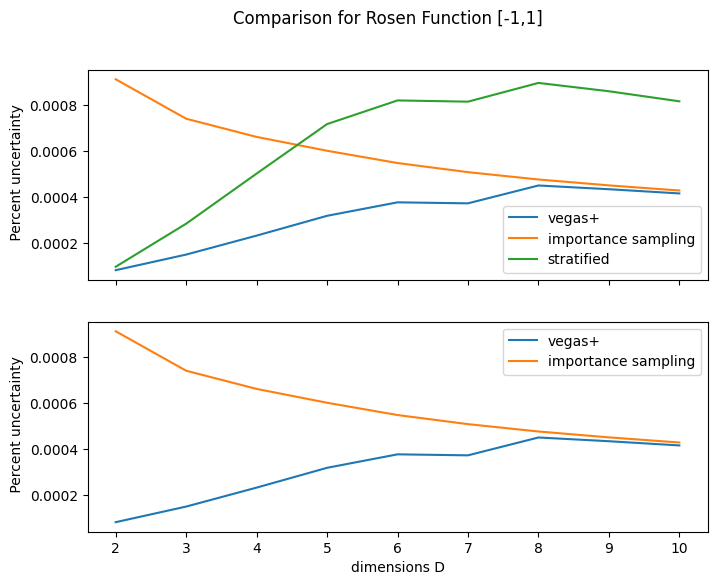 Comparison for Rosen Function [-1,1]
Percent uncertainty
0.0008
0.0006
0.0004
0.0002
vegas+
importance sampling
stratified
Percent uncertainty
0.0008
0.0006
0.0004
0.0002
vegas+
importance sampling
2 3 4 5 6 7 8 9 10
dimensions D